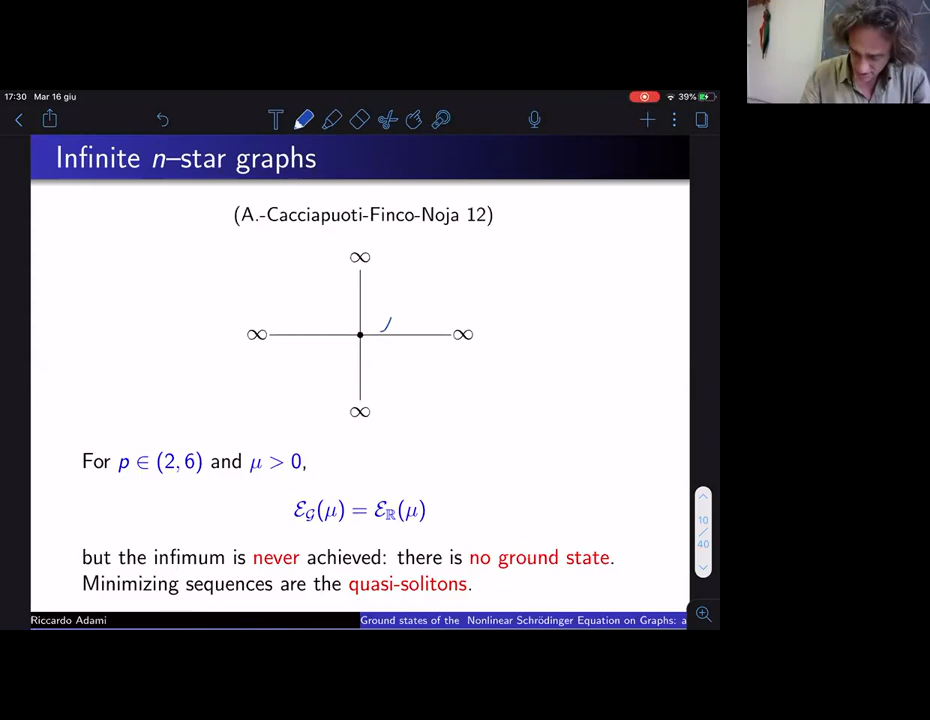 17:30 Mar 16 giu 39%
Infinite n–star graphs
(A.-Cacciapuoti-Finco-Noja 12)
∞
∞ ∞
∞
For p ∈ (2, 6) and μ > 0,
ℰ_𝒢(μ) = ℰ_ℝ(μ)
but the infimum is never achieved: there is no ground state.
Minimizing sequences are the quasi-solitons.
10
/
40
Riccardo Adami Ground states of the Nonlinear Schrödinger Equation on Graphs: a